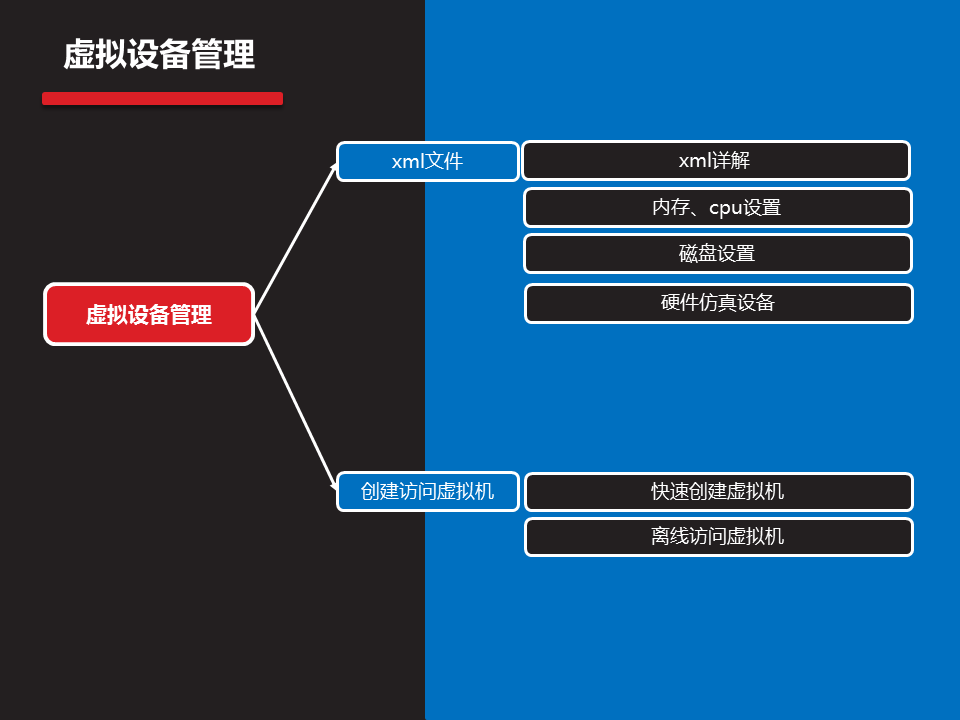 虚拟设备管理
xml文件
xml详解
内存、cpu设置
磁盘设置
硬件仿真设备
虚拟设备管理
创建访问虚拟机
快速创建虚拟机
离线访问虚拟机